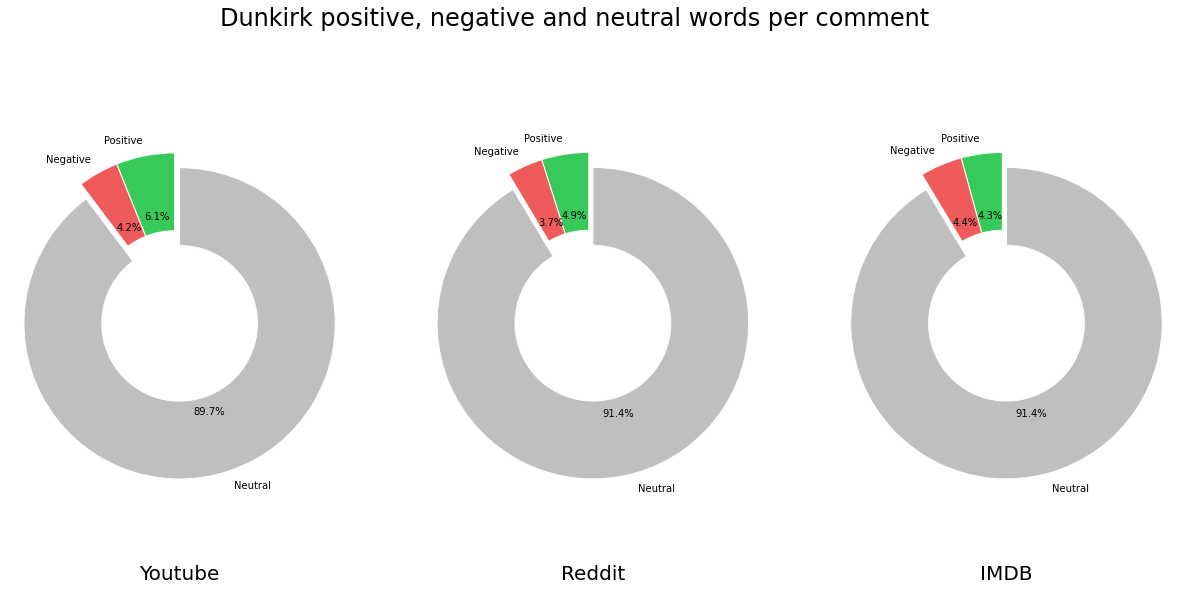 Dunkirk positive, negative and neutral words per comment
Positive
Negative
6.1%
4.2%
89.7%
Neutral
Youtube
Positive
Negative
4.9%
3.7%
91.4%
Neutral
Reddit
Positive
Negative
4.3%
4.4%
91.4%
Neutral
IMDB